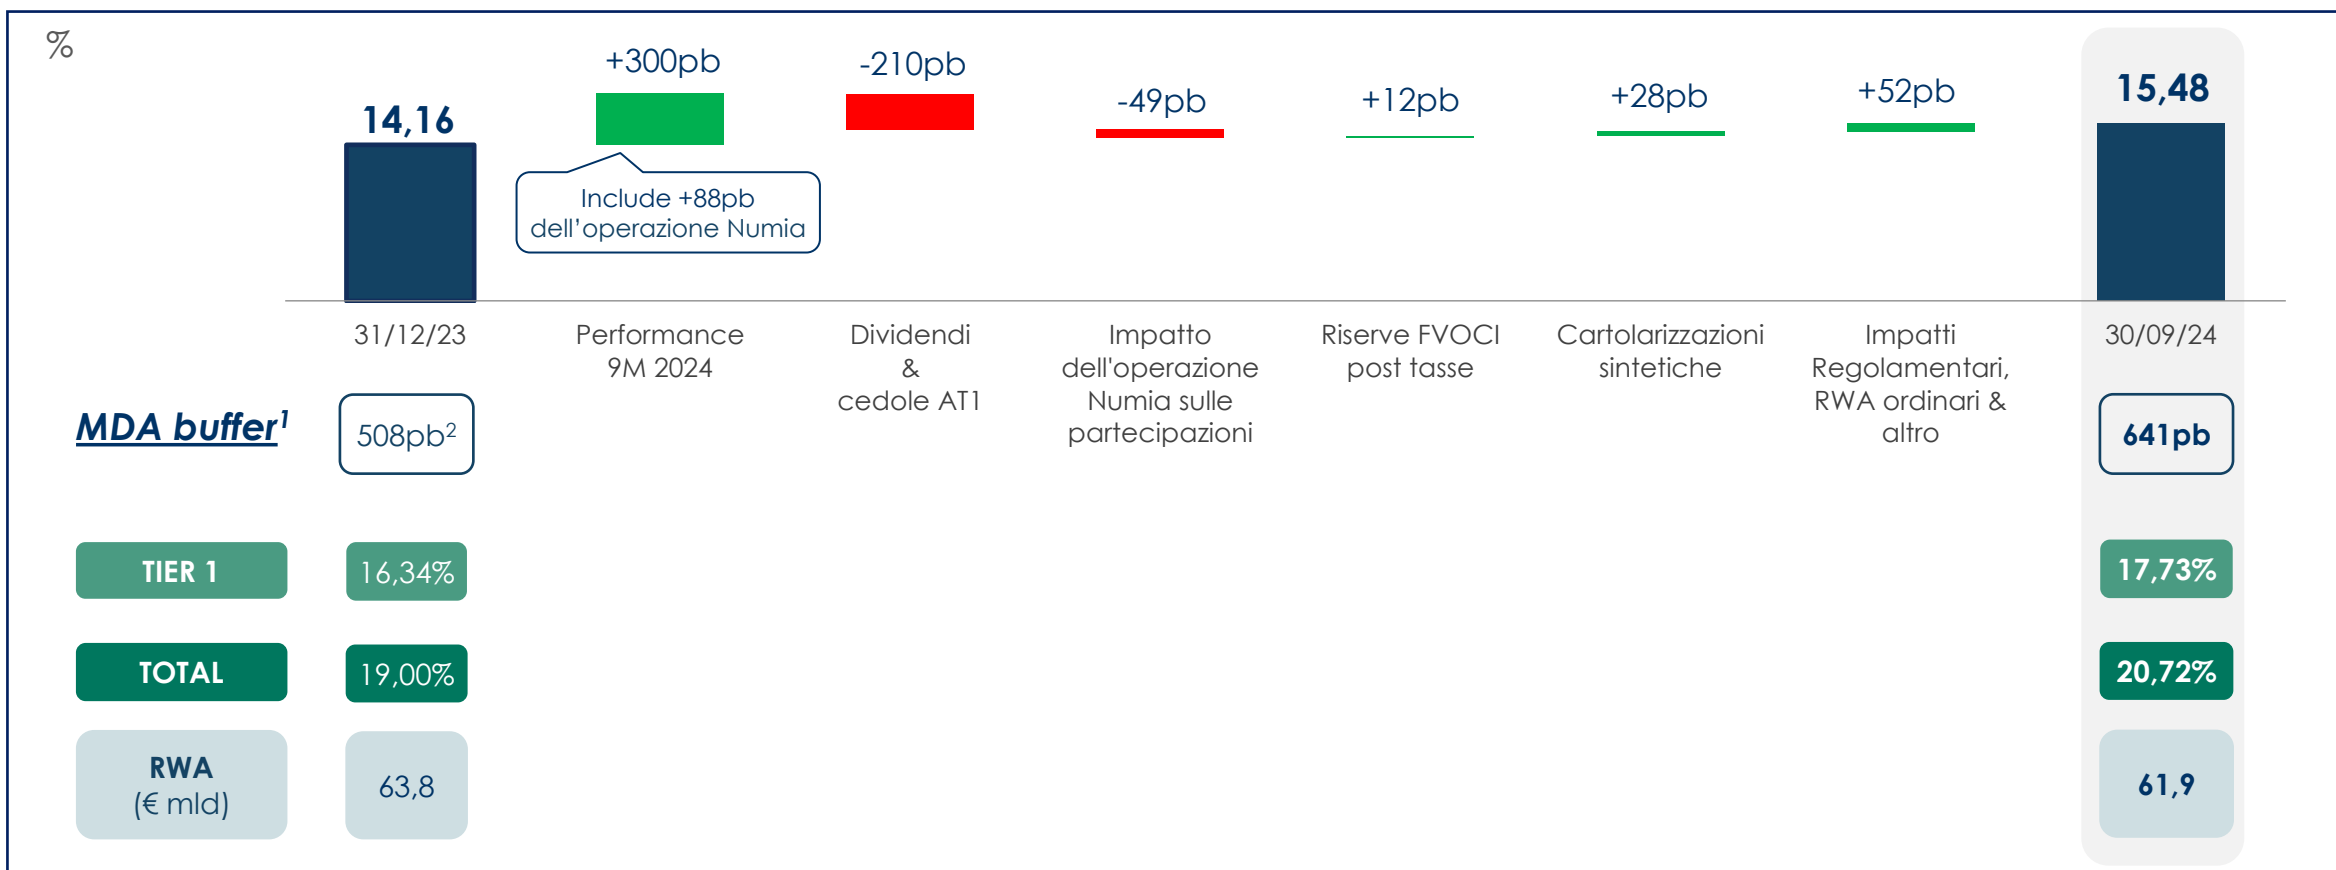 %
14,16
+300pb
-210pb
-49pb
+12pb
+28pb
+52pb
15,48
Include +88pb
dell'operazione Numia
31/12/23
Performance
9M 2024
Dividendi
&
cedole AT1
Impatto
dell'operazione
Numia sulle
partecipazioni
Riserve FVOCI
post tasse
Cartolarizzazioni
sintetiche
Impatti
Regolamentari,
RWA ordinari &
altro
30/09/24
MDA buffer¹
508pb²
641pb
TIER 1
16,34%
17,73%
TOTAL
19,00%
20,72%
RWA
(€ mld)
63,8
61,9